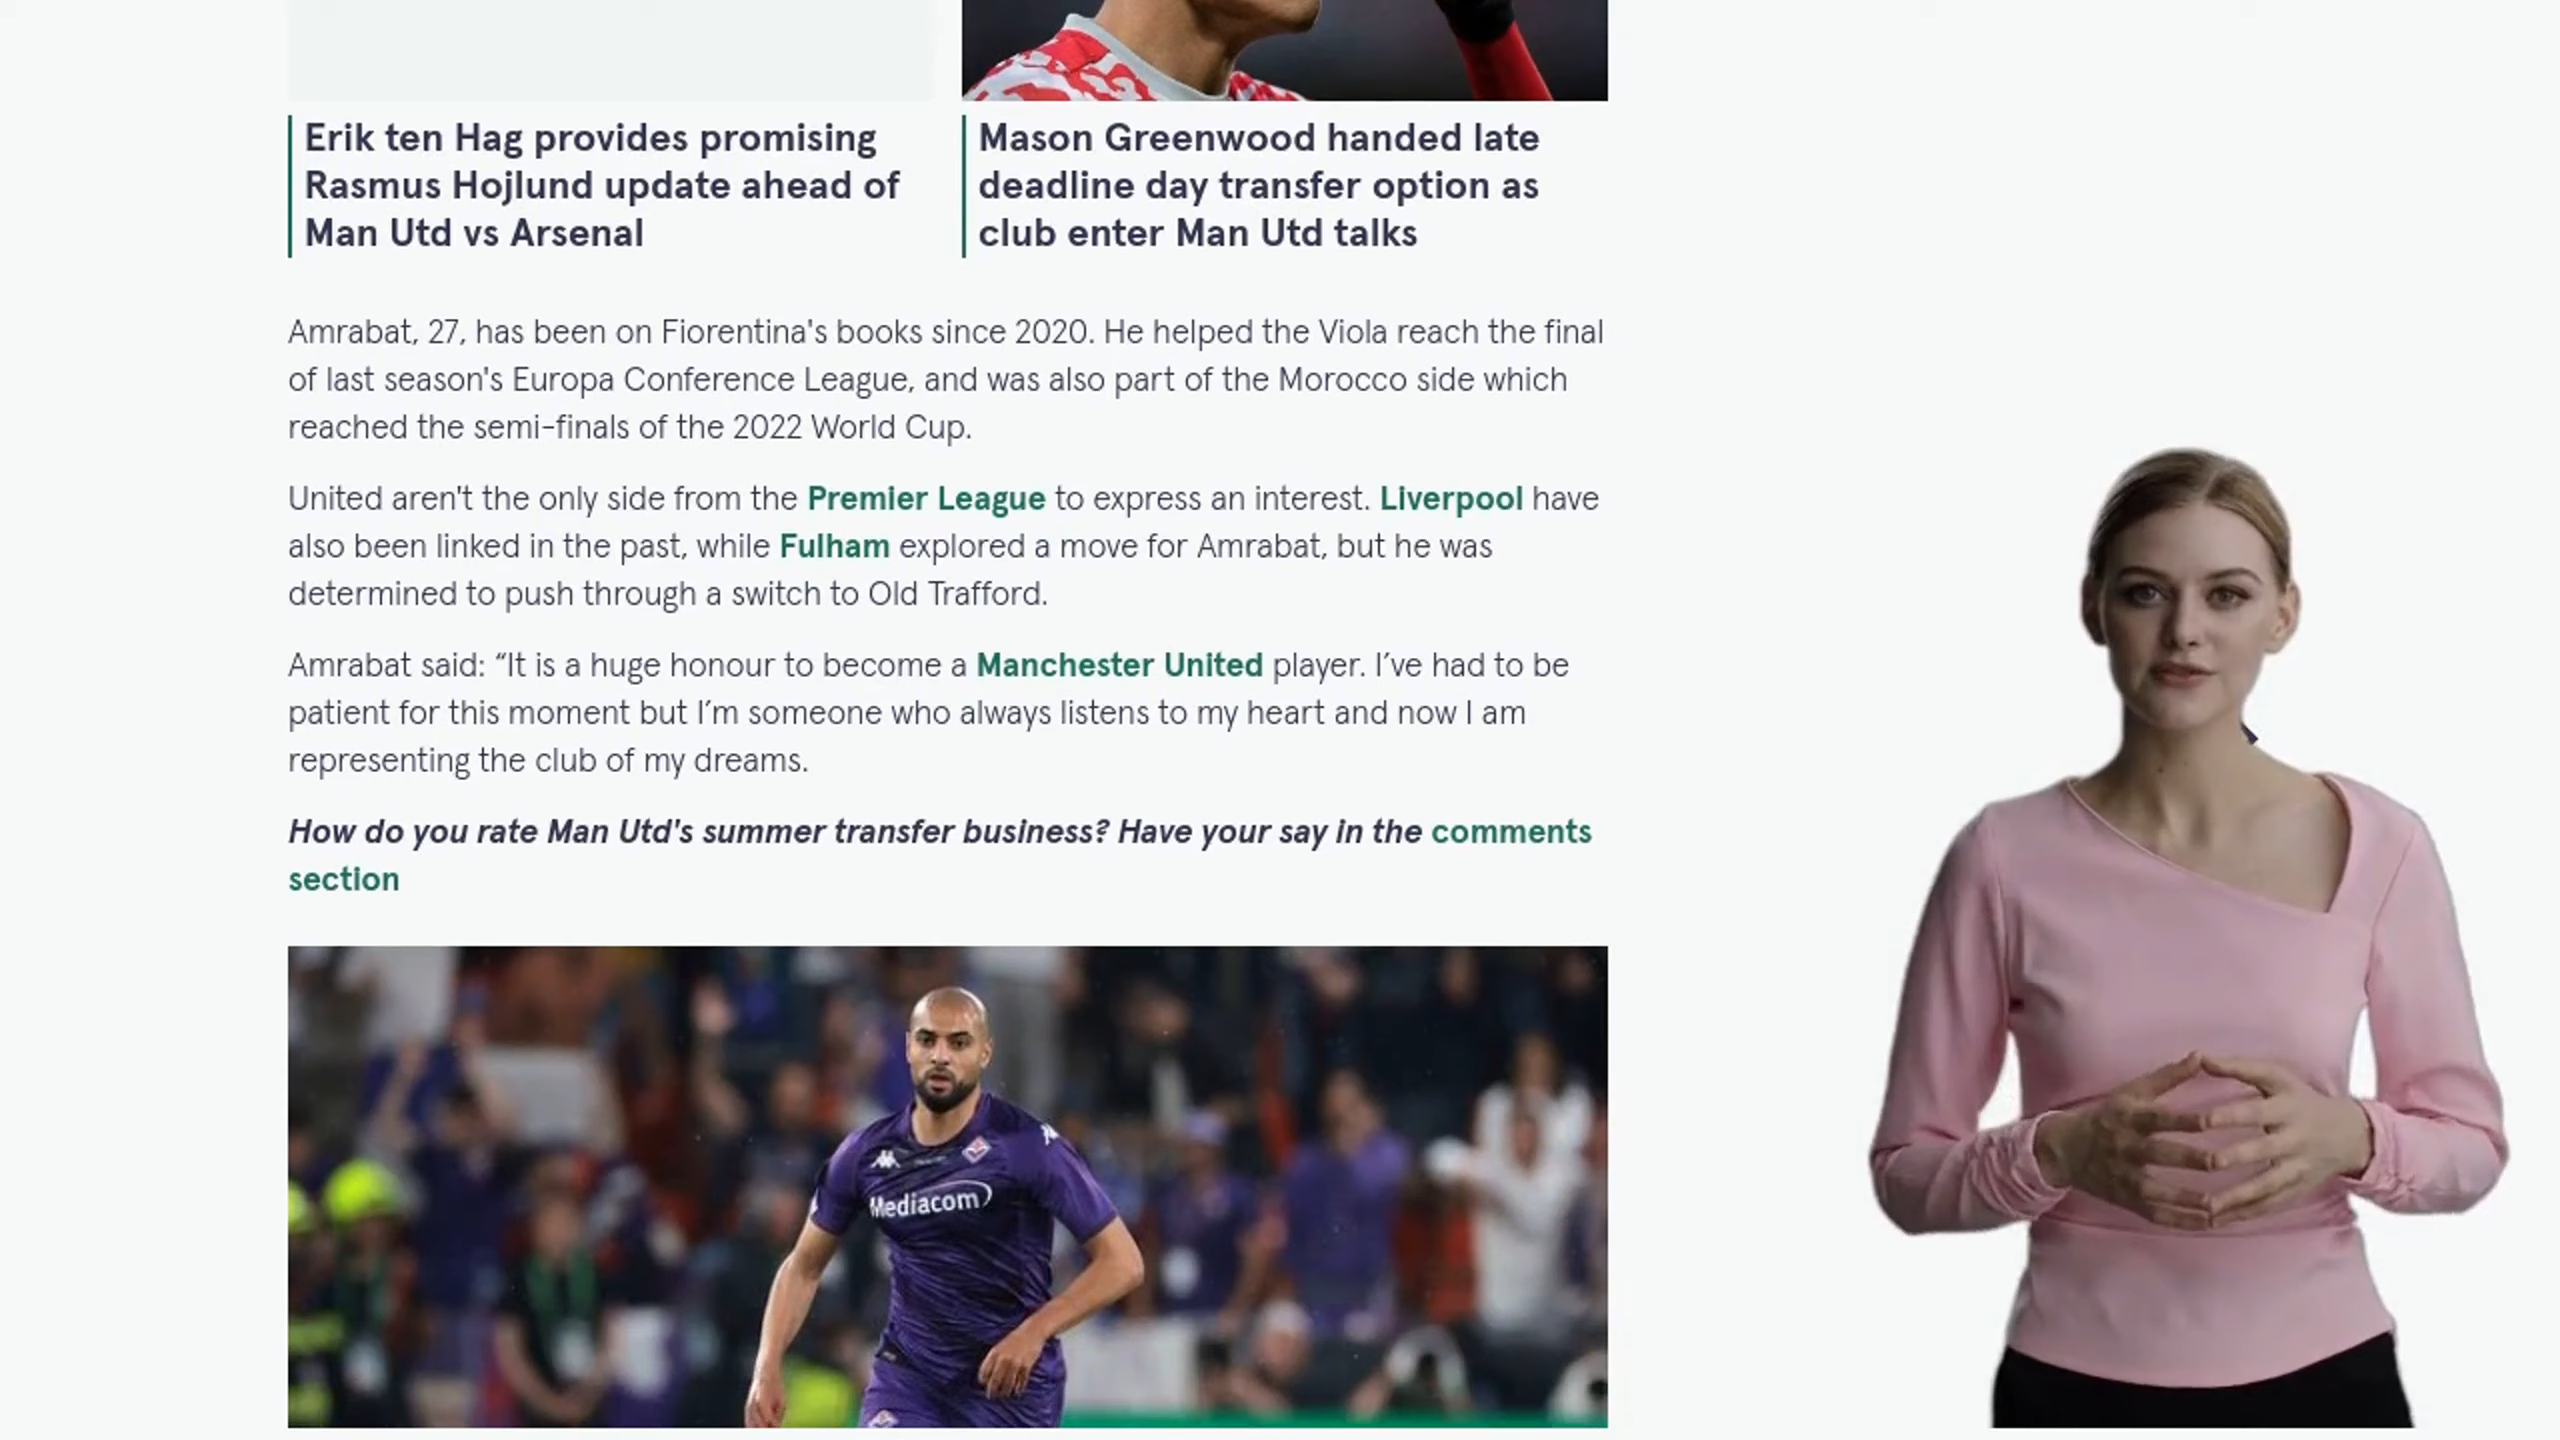 Erik ten Hag provides promising
Rasmus Hojlund update ahead of
Man Utd vs Arsenal
Mason Greenwood handed late
deadline day transfer option as
club enter Man Utd talks
Amrabat, 27, has been on Fiorentina's books since 2020. He helped the Viola reach the final
of last season's Europa Conference League, and was also part of the Morocco side which
reached the semi-finals of the 2022 World Cup.
United aren't the only side from the Premier League to express an interest. Liverpool have
also been linked in the past, while Fulham explored a move for Amrabat, but he was
determined to push through a switch to Old Trafford.
Amrabat said: “It is a huge honour to become a Manchester United player. I’ve had to be
patient for this moment but I’m someone who always listens to my heart and now I am
representing the club of my dreams.
How do you rate Man Utd's summer transfer business? Have your say in the comments
section
Mediacom